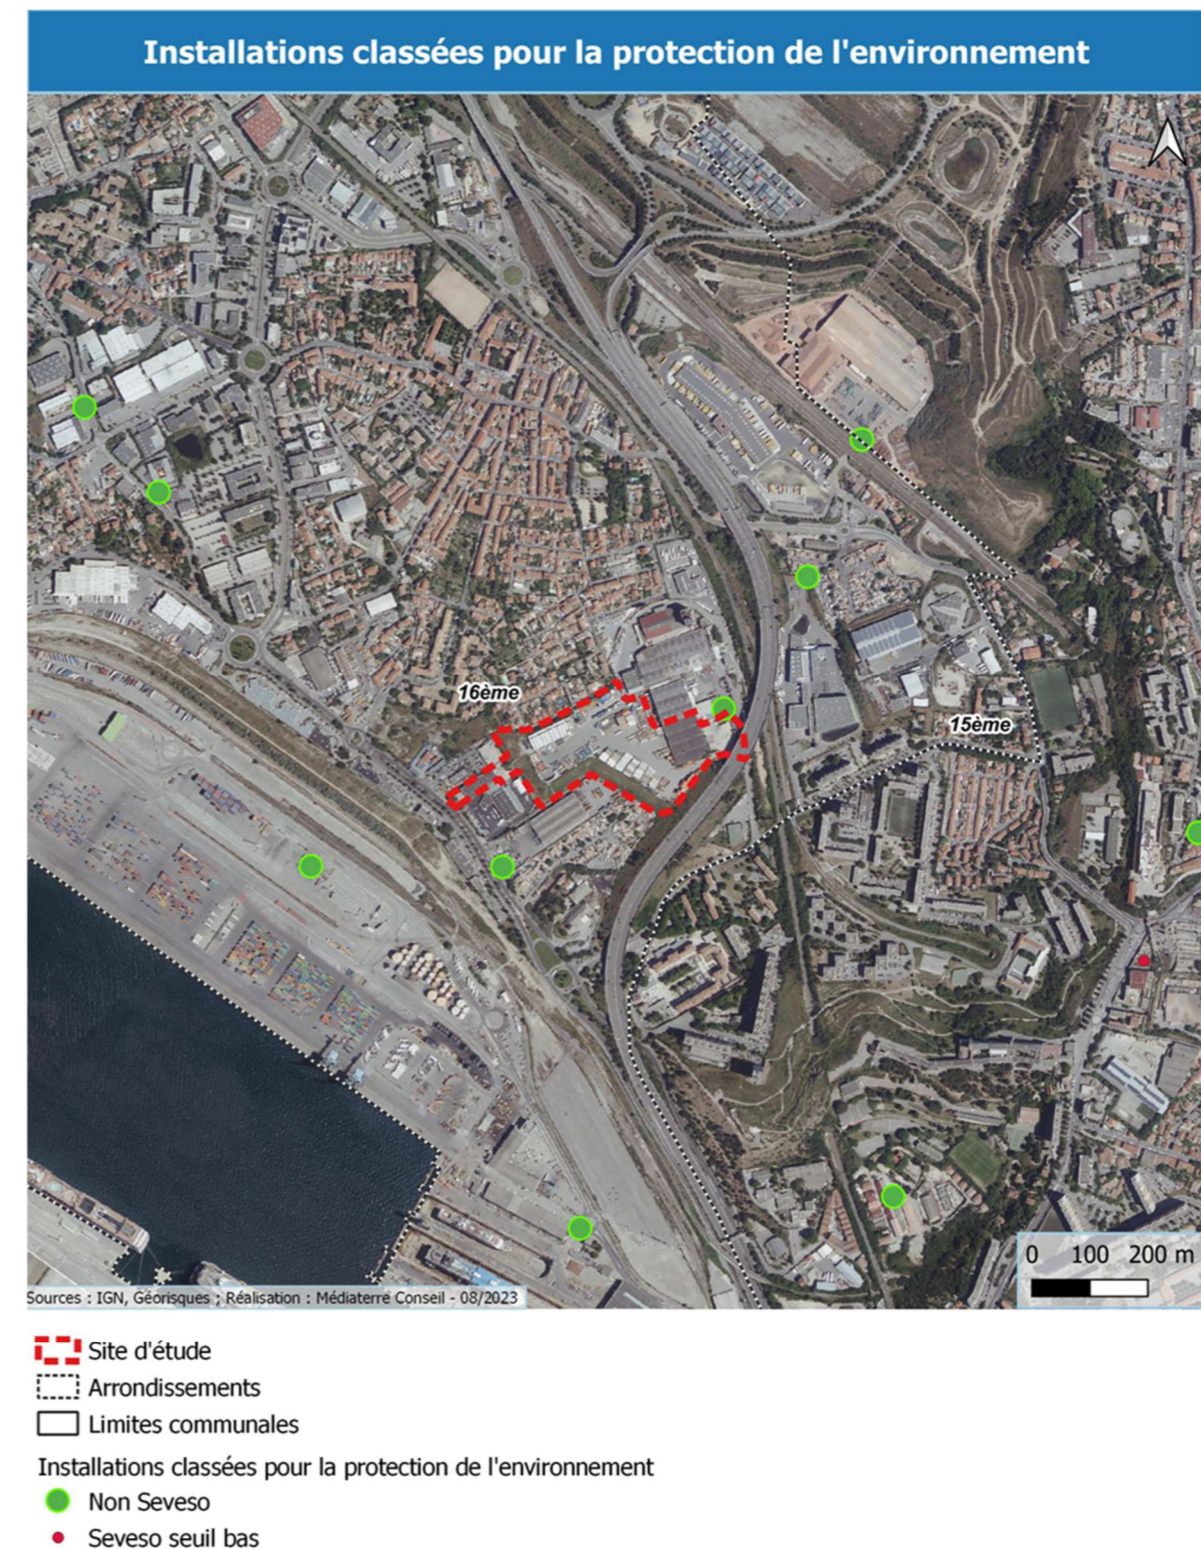 Installations classées pour la protection de l'environnement
16ème
15ème
0 100 200 m
Sources : IGN, Géorisques ; Réalisation : Médiaterre Conseil - 08/2023
Site d'étude
Arrondissements
Limites communales
Installations classées pour la protection de l'environnement
Non Seveso
Seveso seuil bas